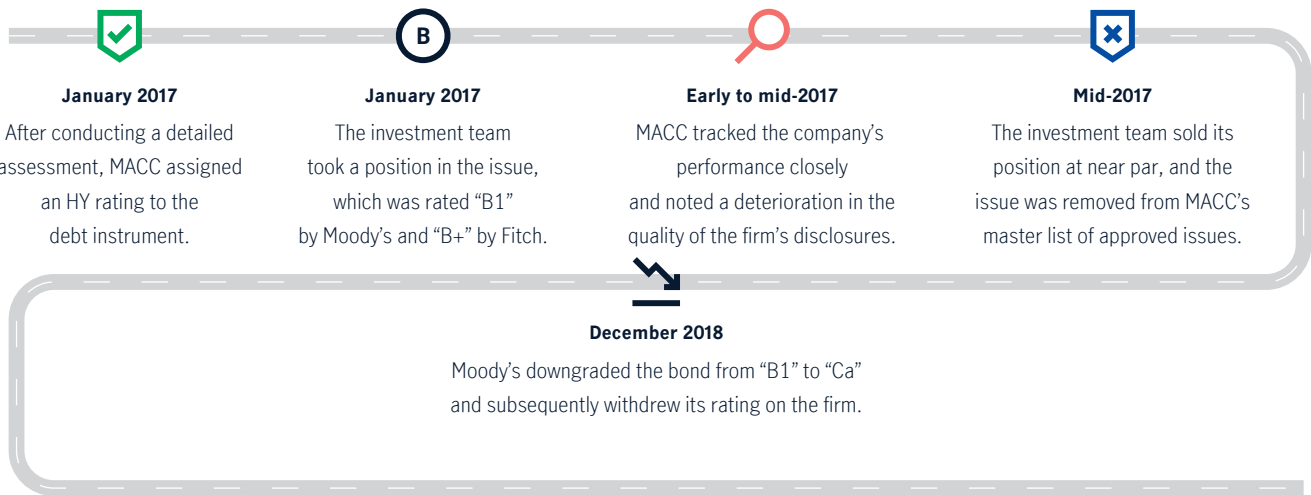 B
January 2017
After conducting a detailed
assessment, MACC assigned
an HY rating to the
debt instrument.
January 2017
The investment team
took a position in the issue,
which was rated “B1”
by Moody’s and “B+” by Fitch.
Early to mid-2017
MACC tracked the company’s
performance closely
and noted a deterioration in the
quality of the firm’s disclosures.
Mid-2017
The investment team sold its
position at near par, and the
issue was removed from MACC’s
master list of approved issues.
December 2018
Moody’s downgraded the bond from “B1” to “Ca”
and subsequently withdrew its rating on the firm.